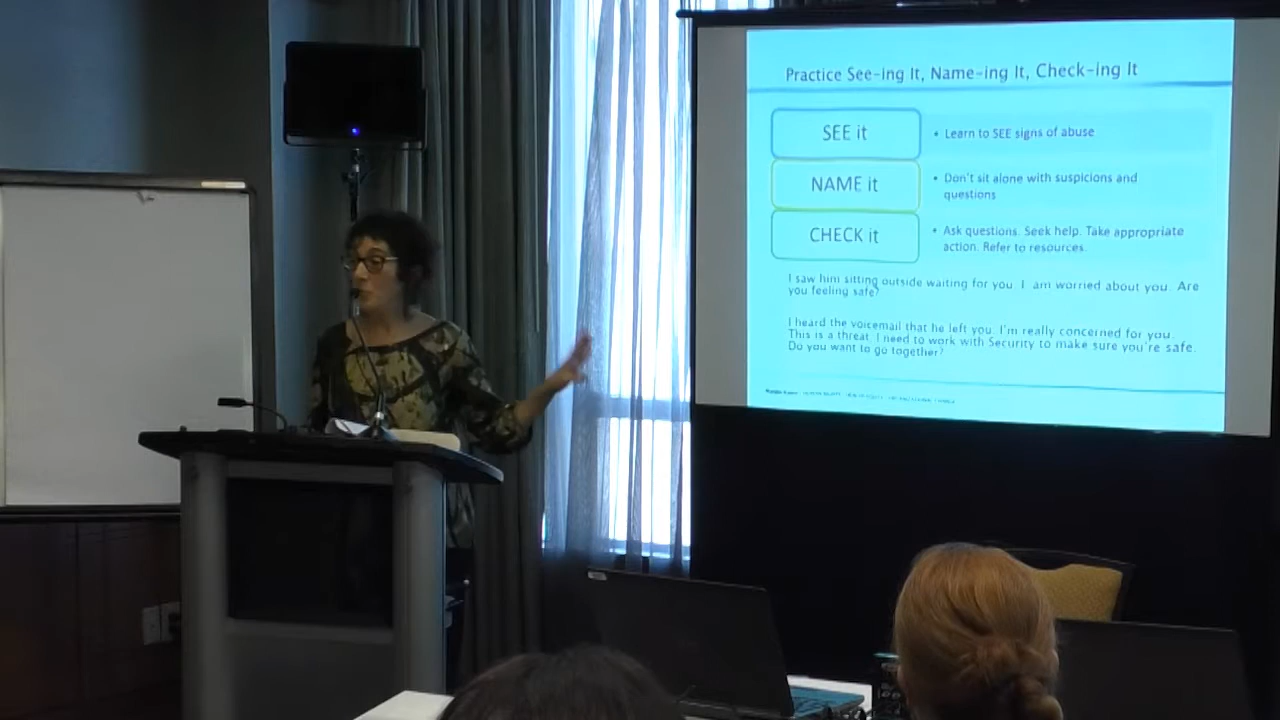 Practice See-ing It, Name-ing It, Check-ing It
SEE it
• Learn to SEE signs of abuse
NAME it
• Don't sit alone with suspicions and
questions
CHECK it
• Ask questions. Seek help. Take appropriate
action. Refer to resources.
I saw him sitting outside waiting for you. I am worried about you. Are
you feeling safe?
I heard the voicemail that he left you. I'm really concerned for you.
This is a threat. I need to work with Security to make sure you're safe.
Do you want to go together?